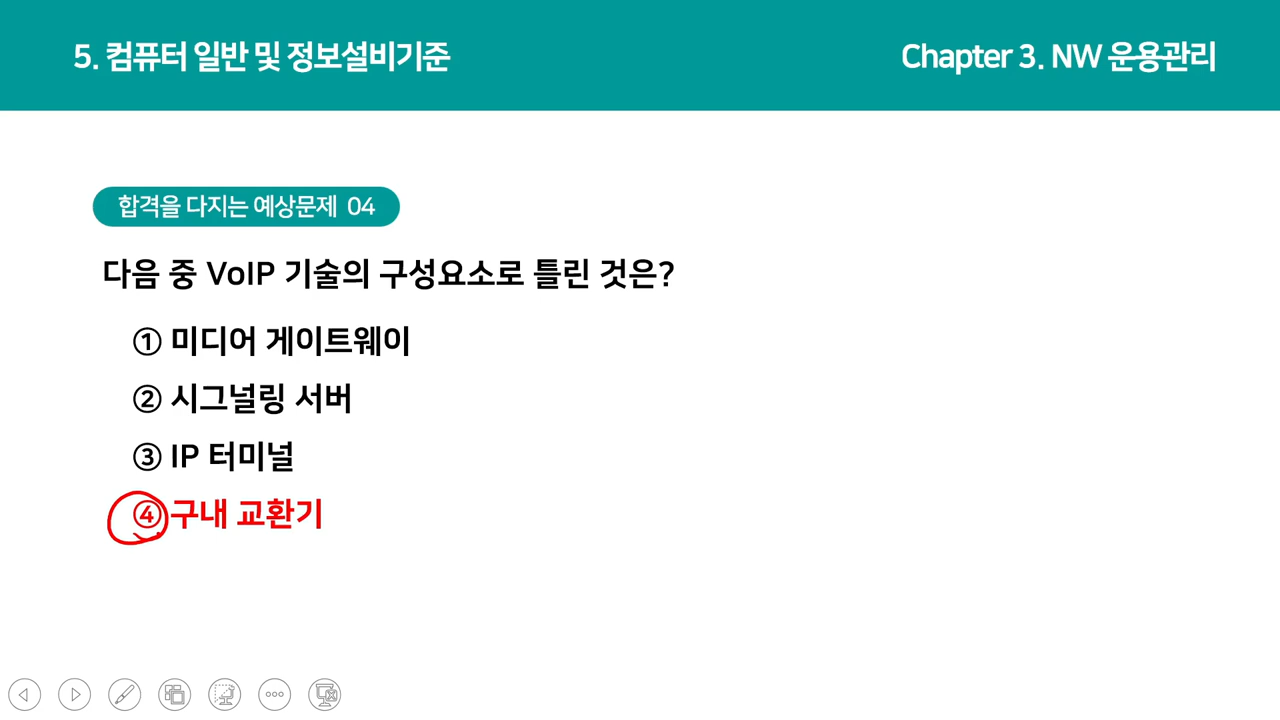 5. 컴퓨터 일반 및 정보설비기준
Chapter 3. NW 운용관리
합격을 다지는 예상문제 04
다음 중 VoIP 기술의 구성요소로 틀린 것은?
① 미디어 게이트웨이
② 시그널링 서버
③ IP 터미널
④ 구내 교환기